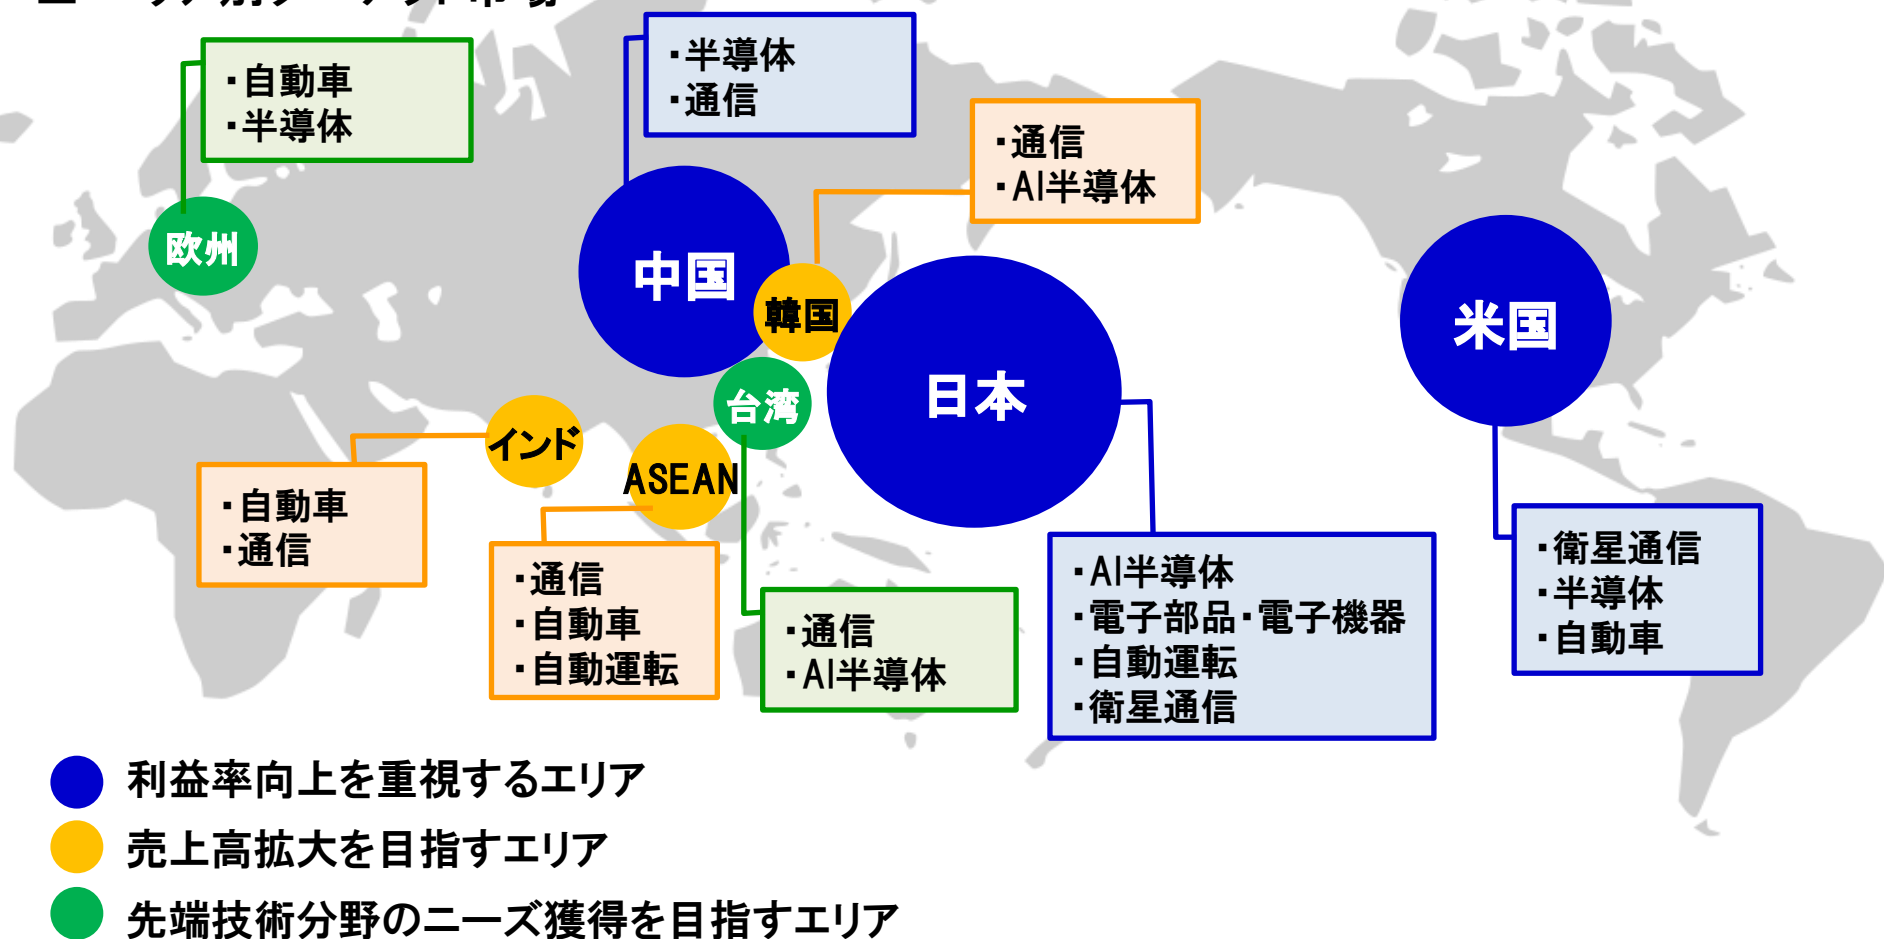 ・自動車
・半導体
欧州
・半導体
・通信
中国
・通信
・AI半導体
韓国
日本
・AI半導体
・電子部品・電子機器
・自動運転
・衛星通信
米国
・衛星通信
・半導体
・自動車
台湾
・通信
・AI半導体
インド
・自動車
・通信
ASEAN
・通信
・自動車
・自動運転
利益率向上を重視するエリア
売上高拡大を目指すエリア
先端技術分野のニーズ獲得を目指すエリア